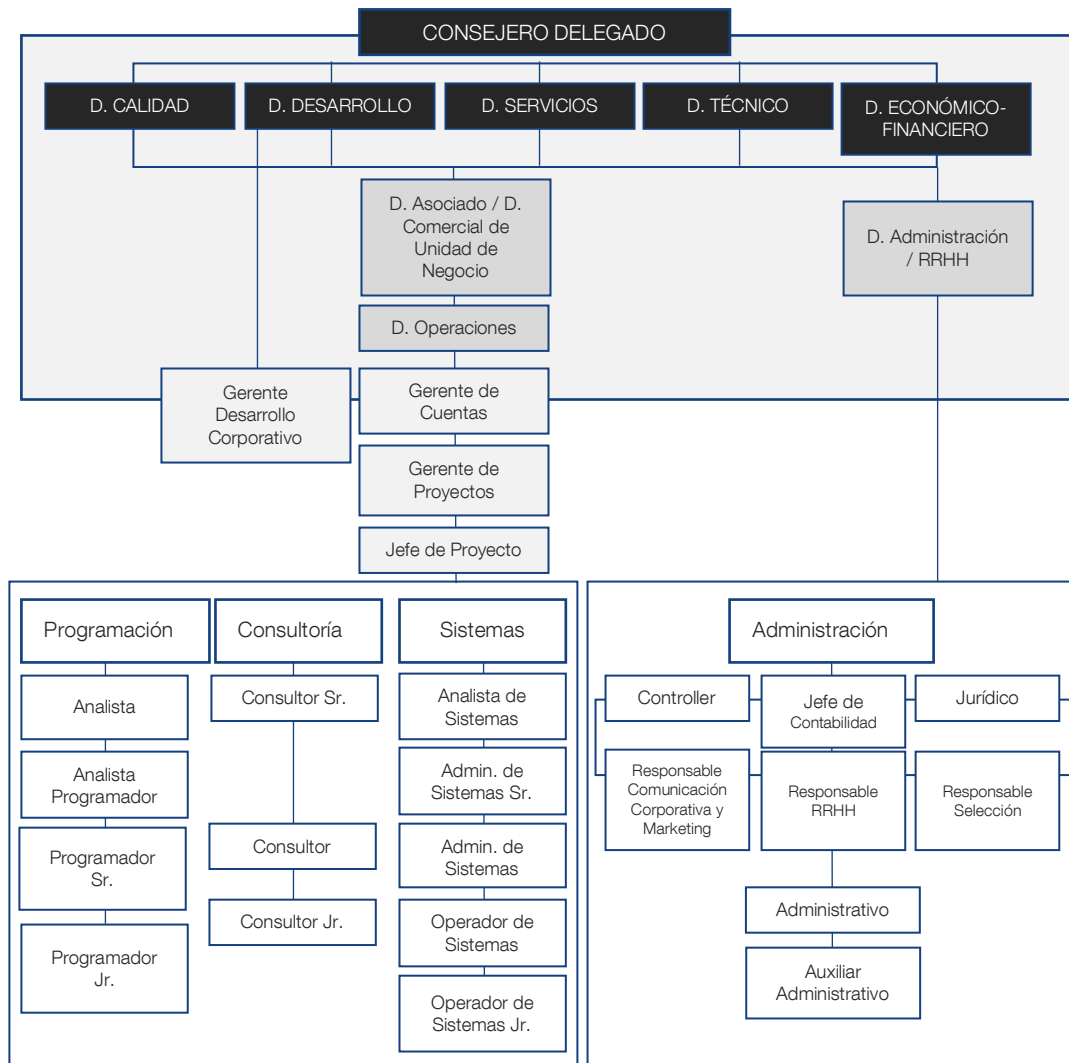 CONSEJERO DELEGADO
D. CALIDAD
D. DESARROLLO
D. SERVICIOS
D. TÉCNICO
D. ECONÓMICO-
FINANCIERO
D. Asociado / D.
Comercial de
Unidad de
Negocio
D. Administración
/ RRHH
D. Operaciones
Gerente
Desarrollo
Corporativo
Gerente de
Cuentas
Gerente de
Proyectos
Jefe de Proyecto
Programación
Analista
Analista
Programador
Programador
Sr.
Programador
Jr.
Consultoría
Consultor Sr.
Consultor
Consultor Jr.
Sistemas
Analista de
Sistemas
Admin. de
Sistemas Sr.
Admin. de
Sistemas
Operador de
Sistemas
Operador de
Sistemas Jr.
Administración
Controller
Jefe de
Contabilidad
Jurídico
Responsable
Comunicación
Corporativa y
Marketing
Responsable
RRHH
Responsable
Selección
Administrativo
Auxiliar
Administrativo